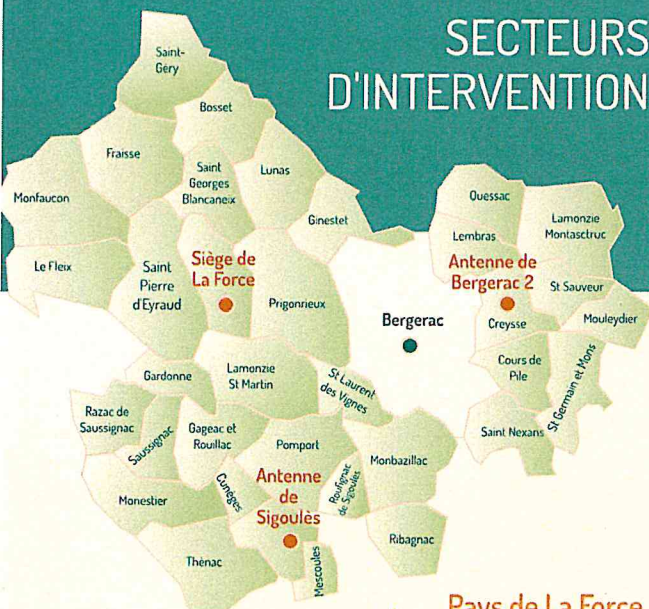 SECTEURS
D'INTERVENTION
Saint-
Géry
Bosset
Fraisse
Saint
Georges
Blancaneix
Lunas
Monfaucon
Ginestet
Quessac
Lamonzie
Montasctruc
Lembras
Le Fleix
Saint
Pierre
d'Eyraud
Siège de
La Force
Prigonrieux
Antenne de
Bergerac 2
St Sauveur
Bergerac
Creysse
Mouleydier
Cours de
Pile
St Germain et Mons
Gardonne
Lamonzie
St Martin
St Laurent
des Vignes
Razac de
Saussignac
Saussignac
Gageac et
Rouillac
Pomport
Monbazillac
Saint Nexans
Monestier
Cunèges
Antenne
de
Sigoulès
Roufignac
de Sigoulès
Thénac
Mescoules
Ribagnac
Pays de La Force